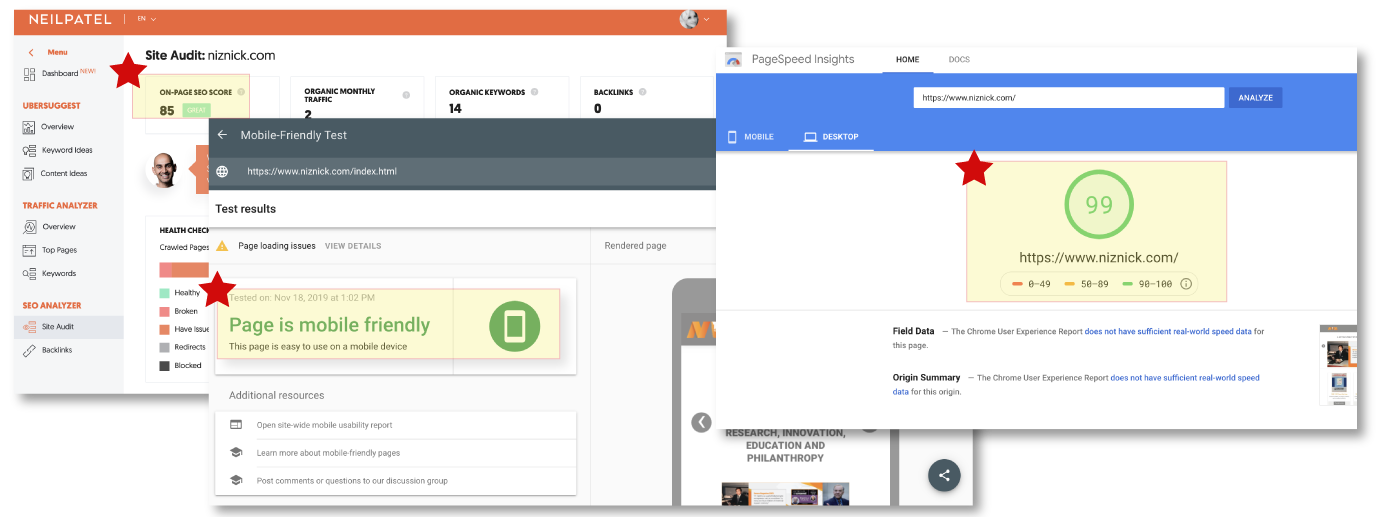 NEILPATEL
EN
Menu
Dashboard NEW!
UBERSUGGEST
Overview
Keyword Ideas
Content Ideas
TRAFFIC ANALYZER
Overview
Top Pages
Keywords
SEO ANALYZER
Site Audit
Backlinks
Site Audit: niznick.com
ON-PAGE SEO SCORE
85 GREAT
ORGANIC MONTHLY
TRAFFIC
2
ORGANIC KEYWORDS
14
BACKLINKS
0
HEALTH CHECK
Crawled Pages
Healthy
Broken
Have Issue
Redirects
Blocked
Mobile-Friendly Test
https://www.niznick.com/index.html
Test results
Page loading issues VIEW DETAILS
Rendered page
Tested on: Nov 18, 2019 at 1:02 PM
Page is mobile friendly
This page is easy to use on a mobile device
Additional resources
Open site-wide mobile usability report
Learn more about mobile-friendly pages
Post comments or questions to our discussion group
RESEARCH, INNOVATION,
EDUCATION AND
PHILANTHROPY
PageSpeed Insights
HOME
DOCS
https://www.niznick.com/
ANALYZE
MOBILE
DESKTOP
99
https://www.niznick.com/
0–49 50–89 90–100
Field Data — The Chrome User Experience Report does not have sufficient real-world speed data for
this page.
Origin Summary — The Chrome User Experience Report does not have sufficient real-world speed
data for this origin.